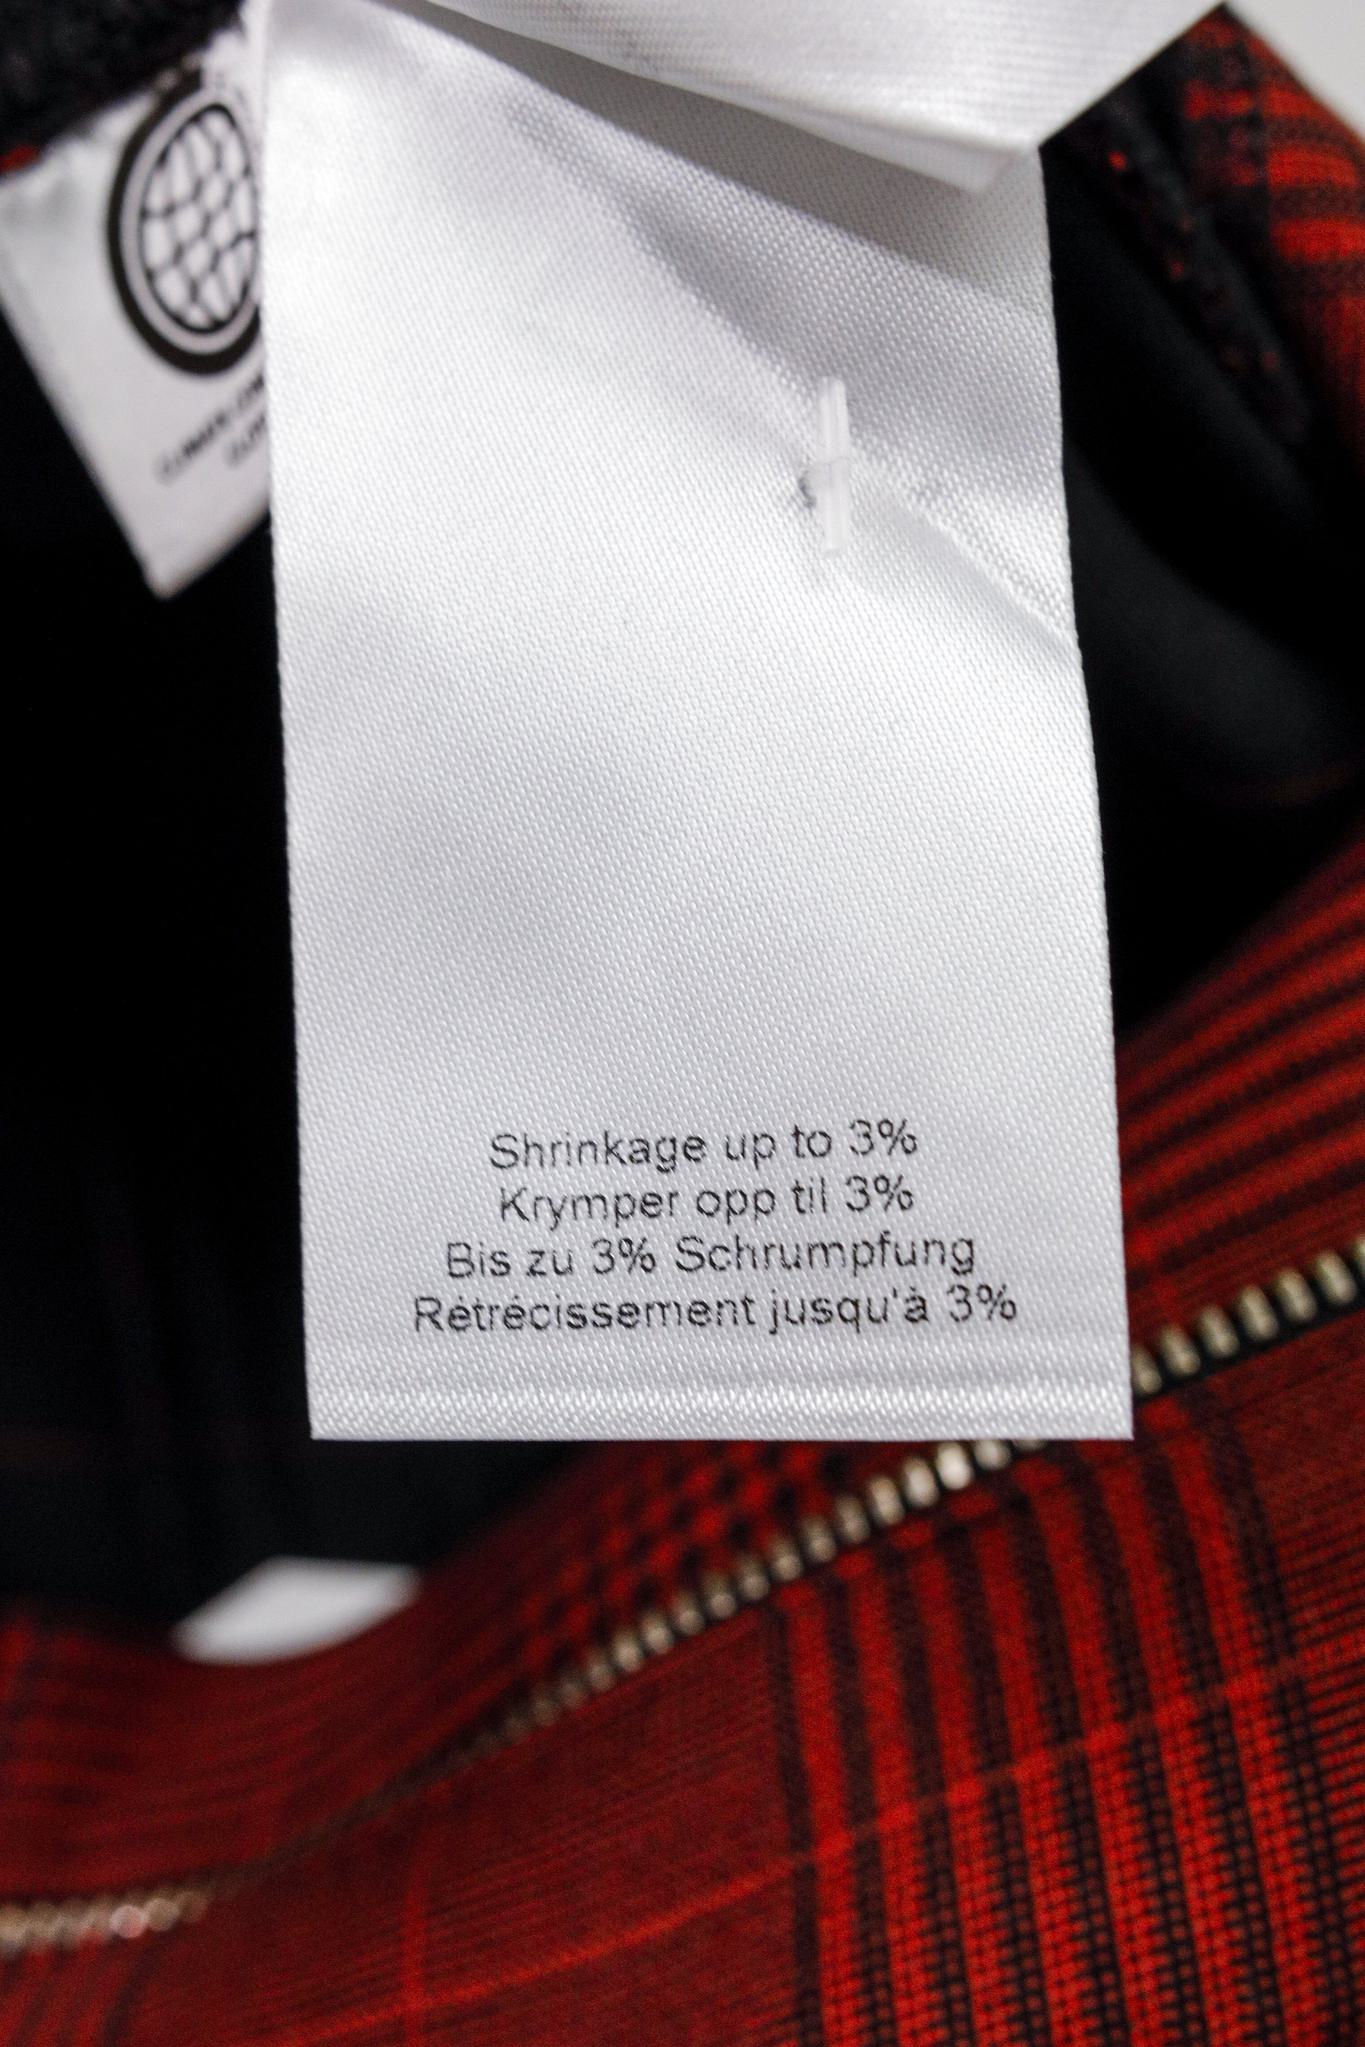 Shrinkage up to 3%
Krymper opp til 3%
Bis zu 3% Schrumpfung
Rétrécissement jusqu'à 3%